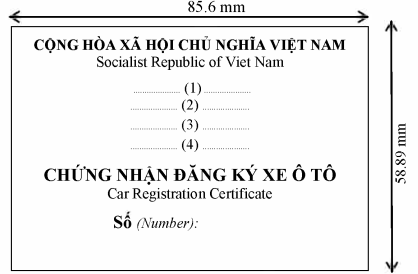 85.6 mm
CỘNG HÒA XÃ HỘI CHỦ NGHĨA VIỆT NAM
Socialist Republic of Viet Nam
..................... (1) .....................
..................... (2) .....................
..................... (3) .....................
..................... (4) .....................
CHỨNG NHẬN ĐĂNG KÝ XE Ô TÔ
Car Registration Certificate
Số (Number):
58.89 mm